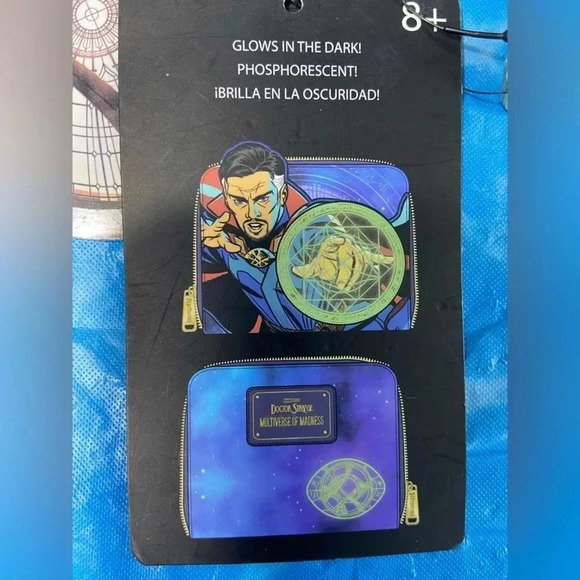 8+
GLOWS IN THE DARK!
PHOSPHORESCENT!
¡BRILLA EN LA OSCURIDAD!
DOCTOR STRANGE
MULTIVERSE OF MADNESS